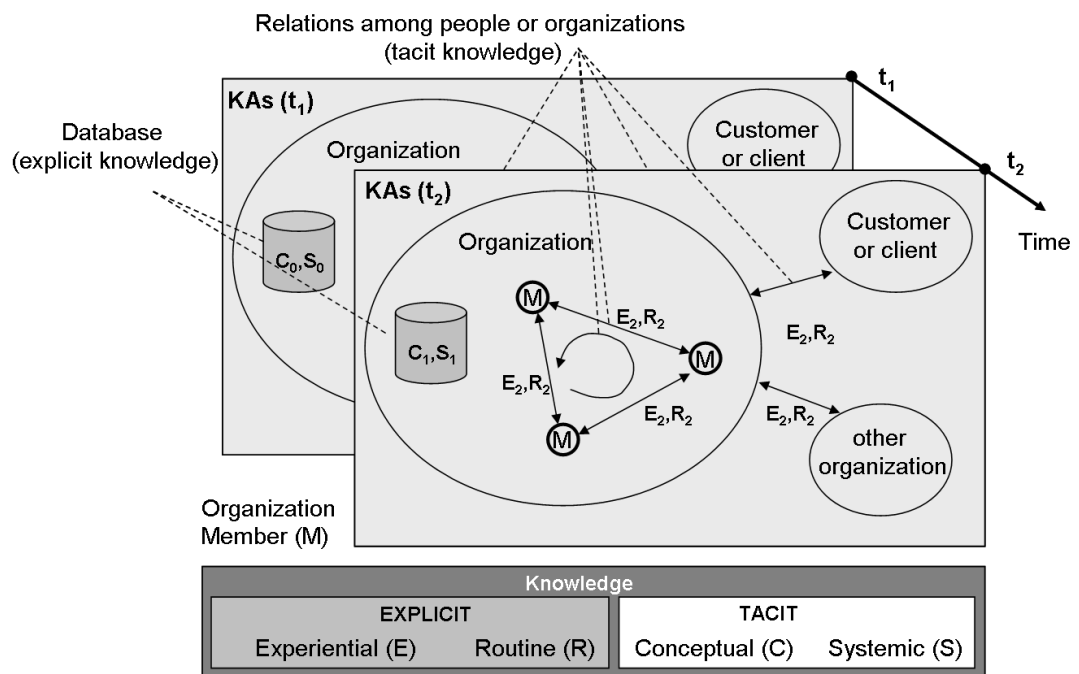 Relations among people or organizations
(tacit knowledge)
t1
KAs (t1)
Database
(explicit knowledge)
Organization
Customer
or client
t2
KAs (t2)
Customer
or client
Time
Organization
C0,S0
M
E2,R2
E2,R2
C1,S1
M
E2,R2
E2,R2
E2,R2
M
other
organization
Organization
Member (M)
Knowledge
EXPLICIT
Experiential (E) Routine (R)
TACIT
Conceptual (C) Systemic (S)